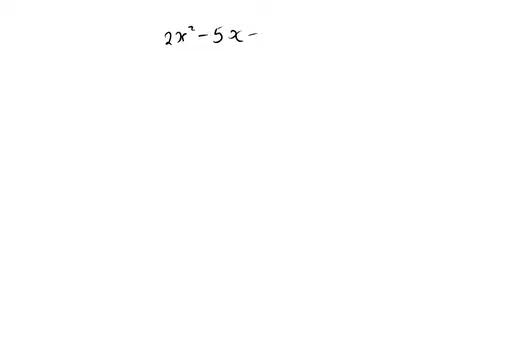 2x² - 5x -